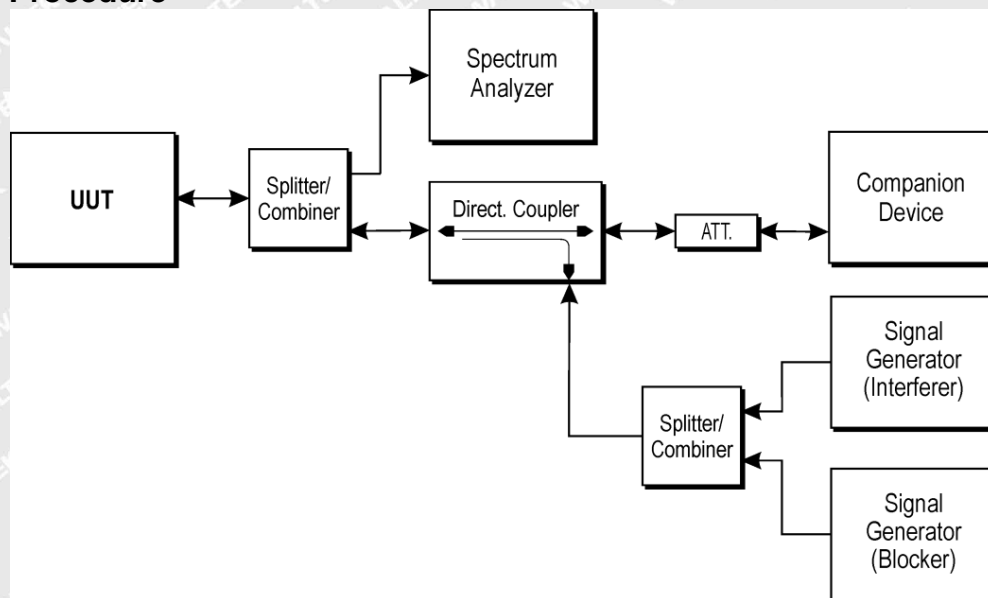 Procedure
Spectrum
Analyzer
UUT
Splitter/
Combiner
Direct. Coupler
ATT.
Companion
Device
Signal
Generator
(Interferer)
Splitter/
Combiner
Signal
Generator
(Blocker)